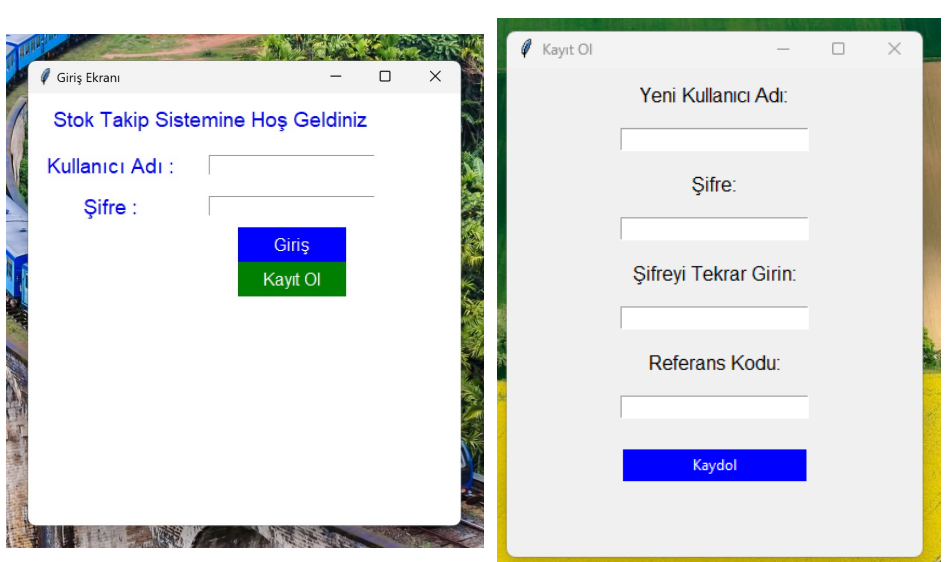 Giriş Ekranı
Stok Takip Sistemine Hoş Geldiniz
Kullanıcı Adı :
Şifre :
Giriş
Kayıt Ol
Kayıt Ol
Yeni Kullanıcı Adı:
Şifre:
Şifreyi Tekrar Girin:
Referans Kodu:
Kaydol